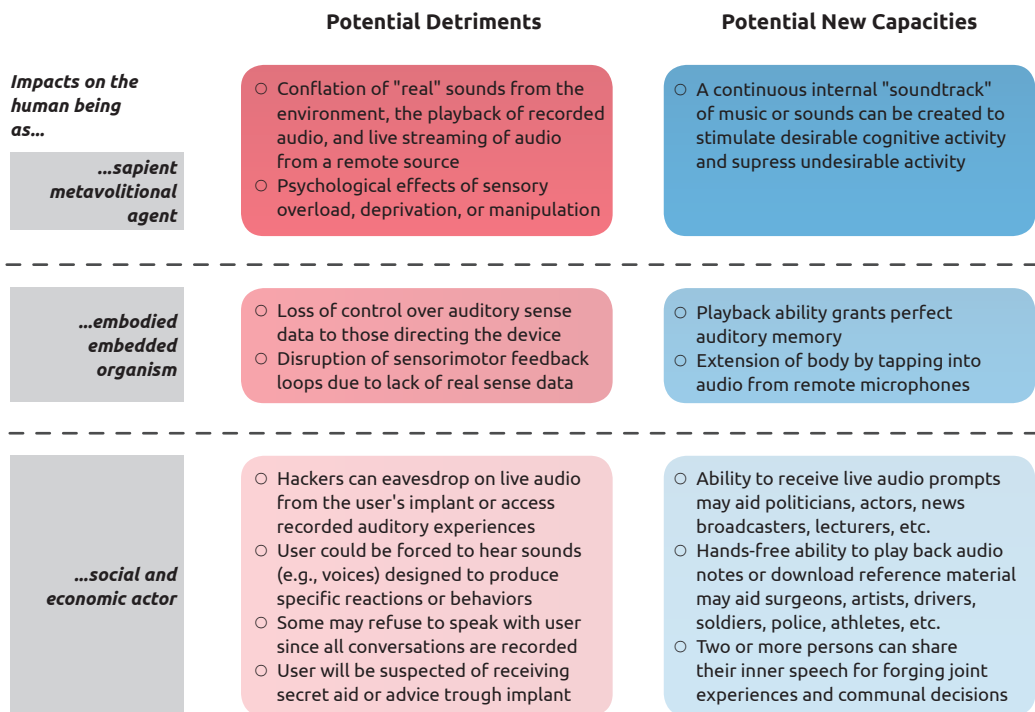 Potential Detriments
Potential New Capacities
Impacts on the
human being
as...
...sapient
metavolitional
agent
○ Conflation of "real" sounds from the
environment, the playback of recorded
audio, and live streaming of audio
from a remote source
○ Psychological effects of sensory
overload, deprivation, or manipulation
○ A continuous internal "soundtrack"
of music or sounds can be created to
stimulate desirable cognitive activity
and supress undesirable activity
...embodied
embedded
organism
○ Loss of control over auditory sense
data to those directing the device
○ Disruption of sensorimotor feedback
loops due to lack of real sense data
○ Playback ability grants perfect
auditory memory
○ Extension of body by tapping into
audio from remote microphones
...social and
economic actor
○ Hackers can eavesdrop on live audio
from the user's implant or access
recorded auditory experiences
○ User could be forced to hear sounds
(e.g., voices) designed to produce
specific reactions or behaviors
○ Some may refuse to speak with user
since all conversations are recorded
○ User will be suspected of receiving
secret aid or advice trough implant
○ Ability to receive live audio prompts
may aid politicians, actors, news
broadcasters, lecturers, etc.
○ Hands-free ability to play back audio
notes or download reference material
may aid surgeons, artists, drivers,
soldiers, police, athletes, etc.
○ Two or more persons can share
their inner speech for forging joint
experiences and communal decisions